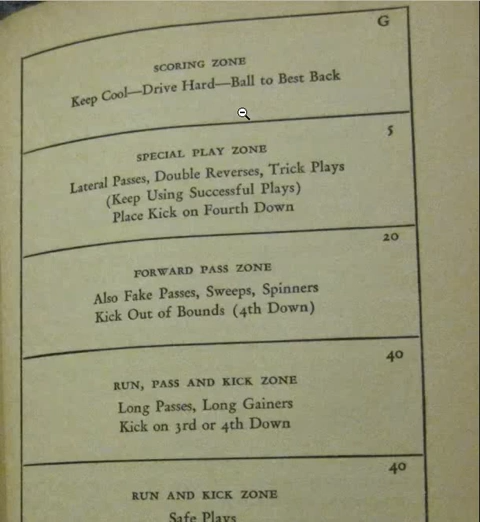 G
SCORING ZONE
Keep Cool—Drive Hard—Ball to Best Back
5
SPECIAL PLAY ZONE
Lateral Passes, Double Reverses, Trick Plays
(Keep Using Successful Plays)
Place Kick on Fourth Down
20
FORWARD PASS ZONE
Also Fake Passes, Sweeps, Spinners
Kick Out of Bounds (4th Down)
40
RUN, PASS AND KICK ZONE
Long Passes, Long Gainers
Kick on 3rd or 4th Down
40
RUN AND KICK ZONE
Safe Plays